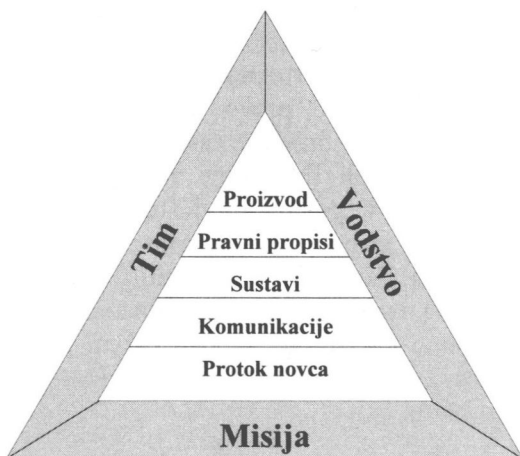 Proizvod
Pravni propisi
Sustavi
Komunikacije
Protok novca
Tim
Vodstvo
Misija